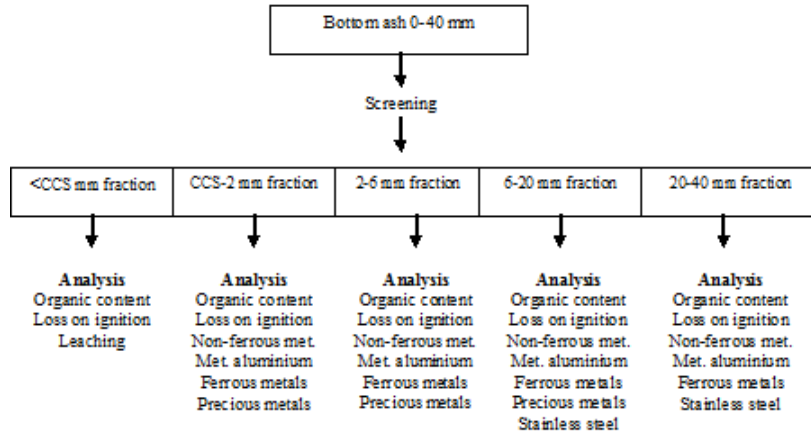 Bottom ash 0-40 mm
Screening
<CCS mm fraction
CCS-2 mm fraction
2-6 mm fraction
6-20 mm fraction
20-40 mm fraction
Analysis
Organic content
Loss on ignition
Leaching
Analysis
Organic content
Loss on ignition
Non-ferrous met.
Met. aluminium
Ferrous metals
Precious metals
Analysis
Organic content
Loss on ignition
Non-ferrous met.
Met. aluminium
Ferrous metals
Precious metals
Analysis
Organic content
Loss on ignition
Non-ferrous met.
Met. aluminium
Ferrous metals
Precious metals
Stainless steel
Analysis
Organic content
Loss on ignition
Non-ferrous met.
Met. aluminium
Ferrous metals
Stainless steel